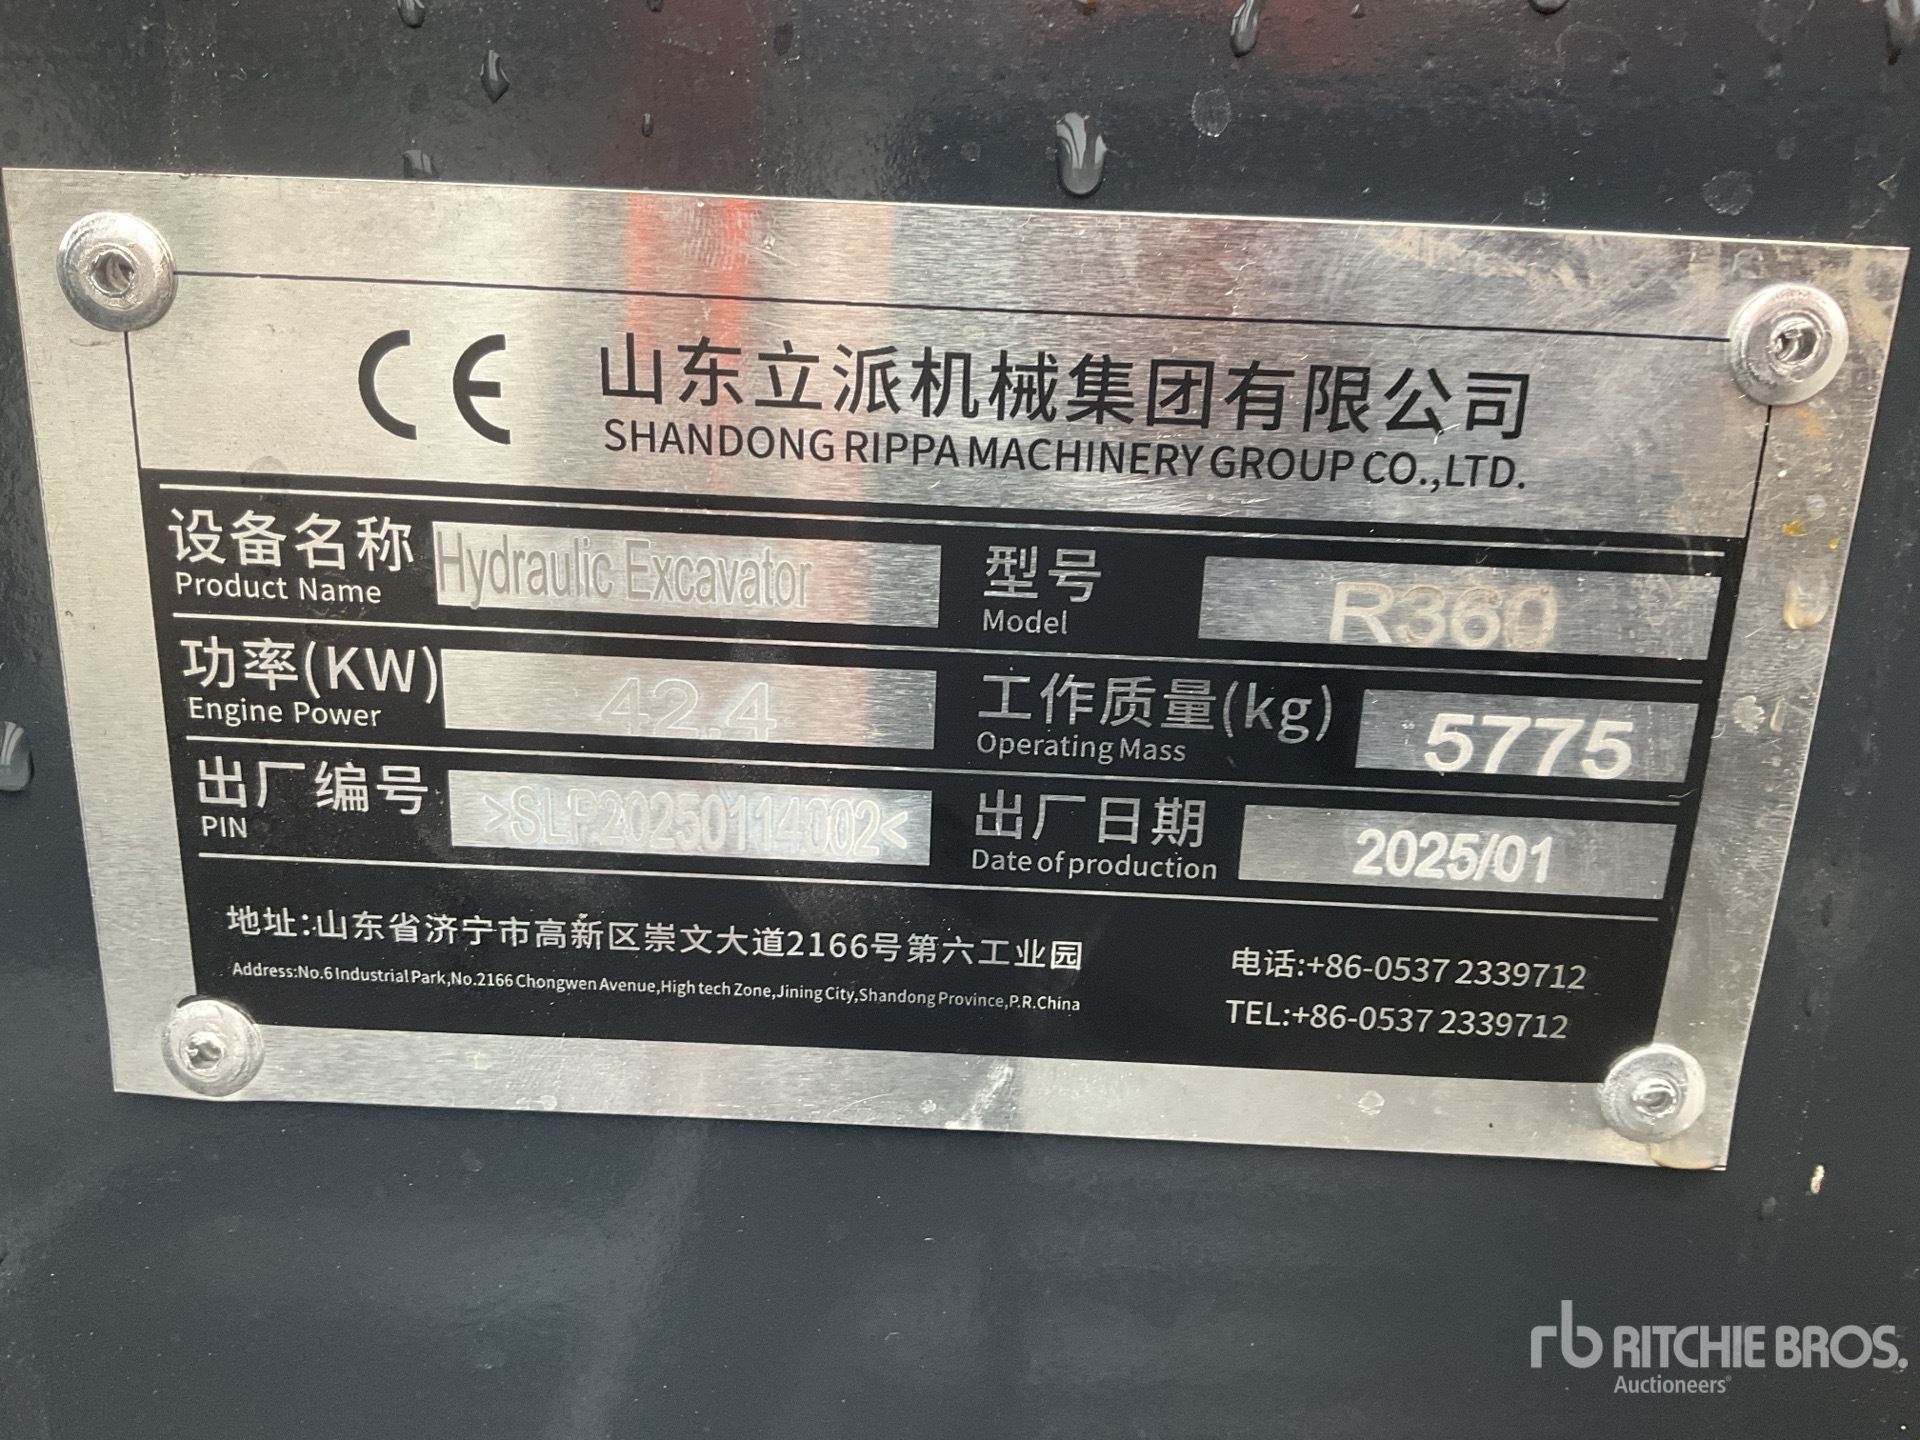 CE 山东立派机械集团有限公司
SHANDONG RIPPA MACHINERY GROUP CO.,LTD.
设备名称 Hydraulic Excavator 型号 R360
Product Name Model
功率(KW) 42.4 工作质量(kg) 5775
Engine Power Operating Mass
出厂编号 >SLP20250114002< 出厂日期 2025/01
PIN Date of production
地址:山东省济宁市高新区崇文大道2166号第六工业园
Address:No.6 Industrial Park,No.2166 Chongwen Avenue,High tech Zone,Jining City,Shandong Province,P.R.China
电话:+86-0537 2339712
TEL:+86-0537 2339712
rb RITCHIE BROS.
Auctioneers